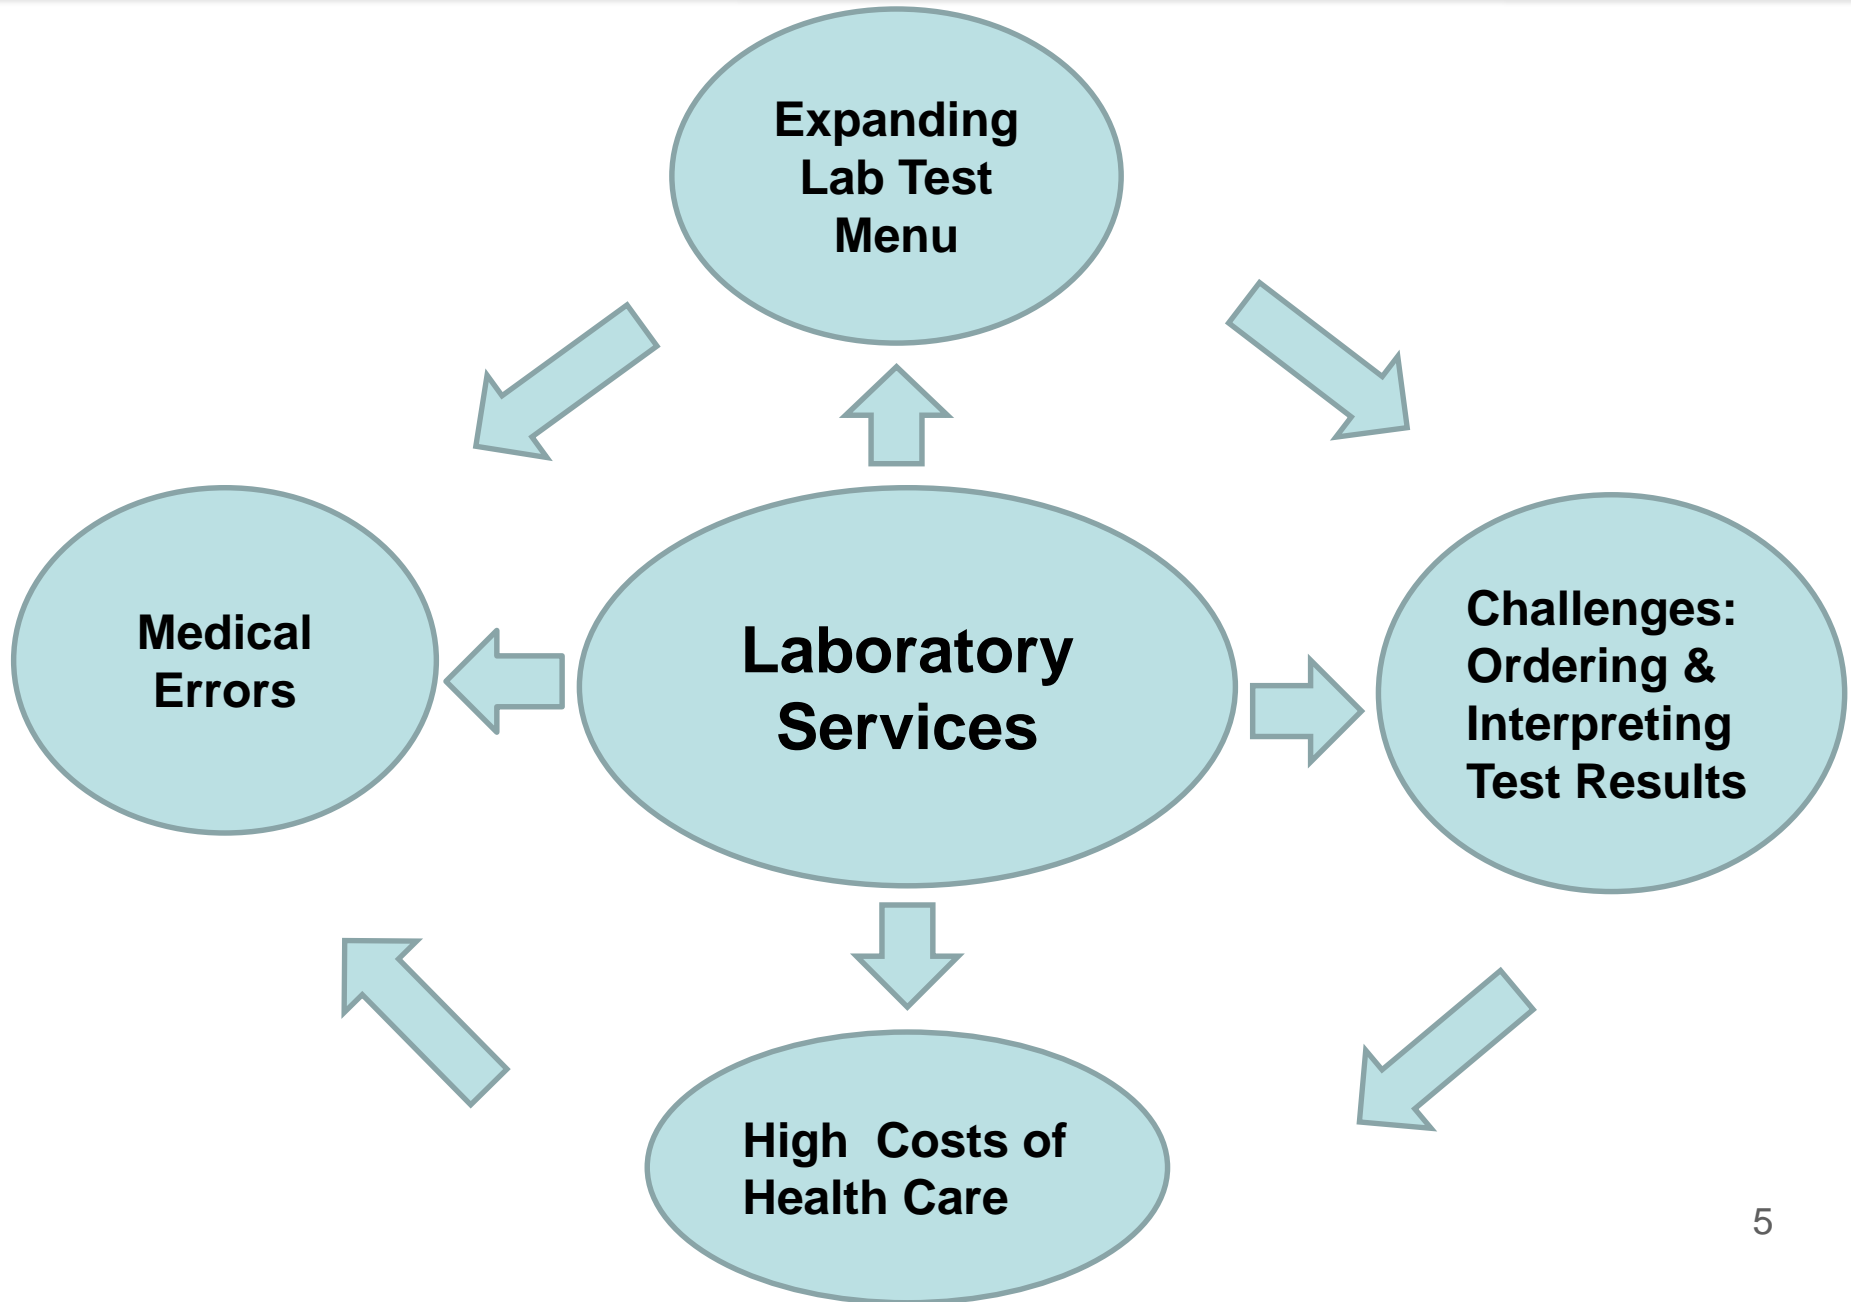 Expanding
Lab Test
Menu
Medical
Errors
Laboratory
Services
Challenges:
Ordering &
Interpreting
Test Results
High  Costs of
Health Care
5